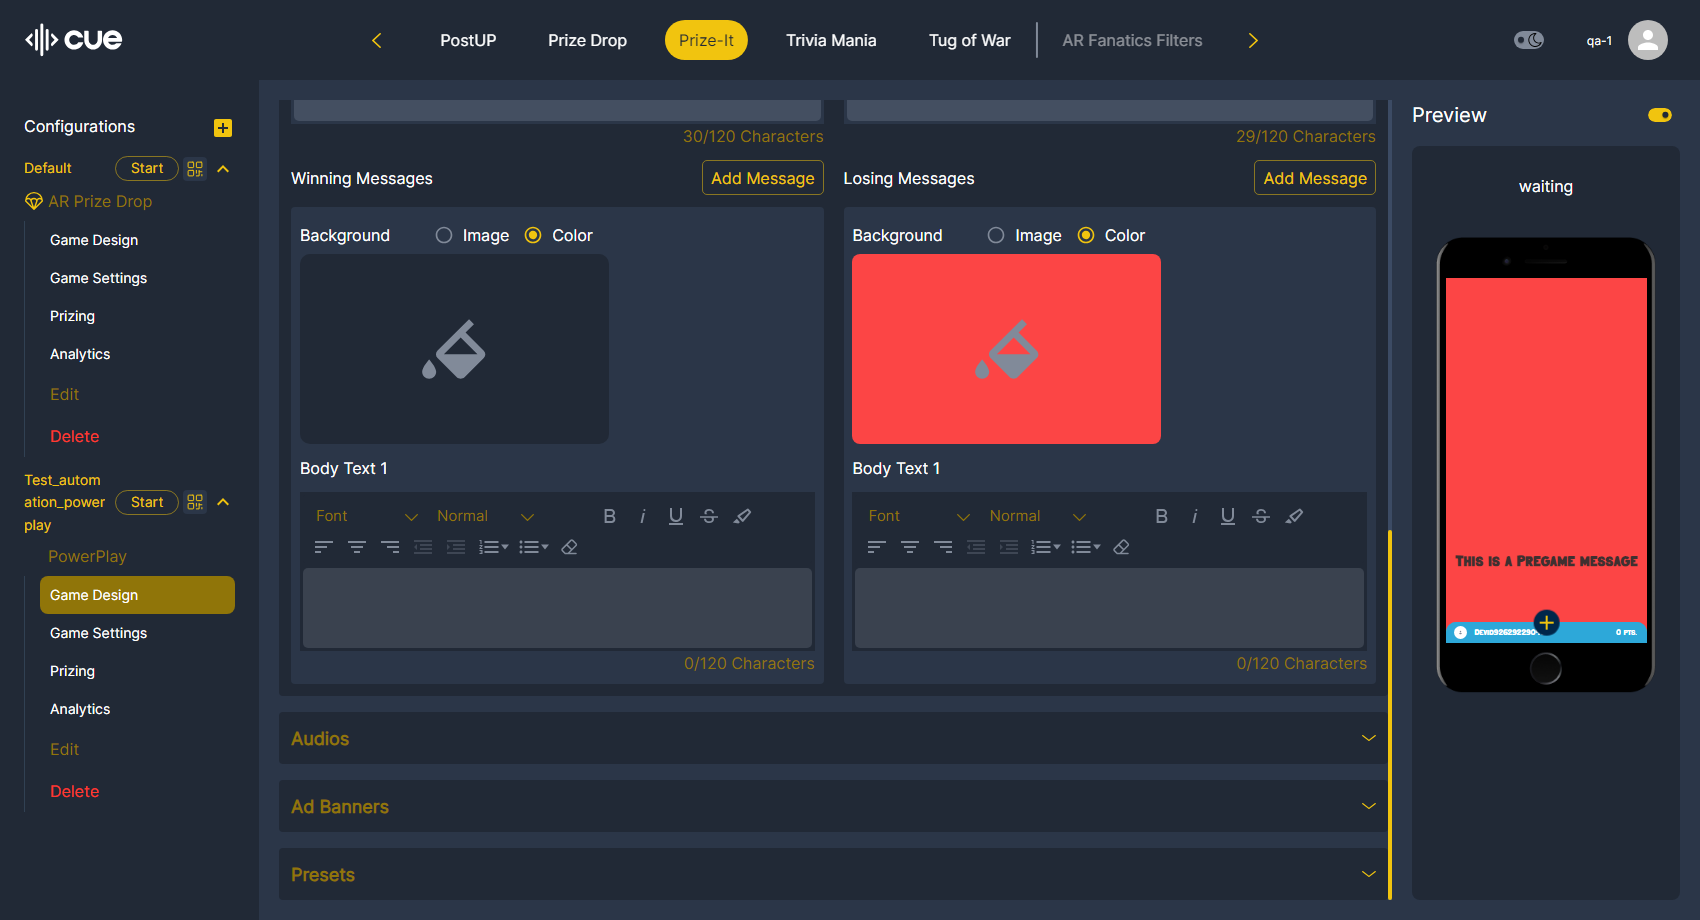 cue
PostUP
Prize Drop
Prize-It
Trivia Mania
Tug of War
AR Fanatics Filters
qa-1
Configurations
Default
Start
AR Prize Drop
Game Design
Game Settings
Prizing
Analytics
Edit
Delete
Test_autom
ation_power
play
Start
PowerPlay
Game Design
Game Settings
Prizing
Analytics
Edit
Delete
30/120 Characters
29/120 Characters
Winning Messages
Add Message
Losing Messages
Add Message
Background
Image
Color
Background
Image
Color
Body Text 1
Body Text 1
Font
Normal
Font
Normal
0/120 Characters
0/120 Characters
Audios
Ad Banners
Presets
Preview
waiting
This is a Pregame message
0 pts.